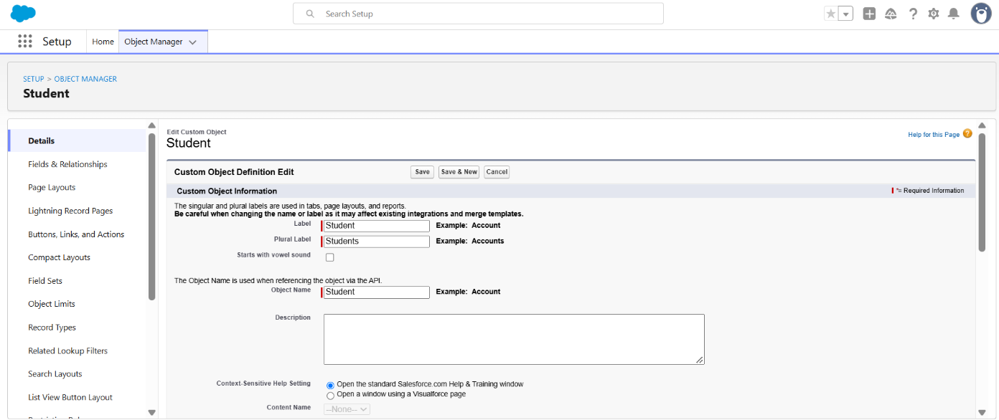 Search Setup
Setup
Home
Object Manager
SETUP > OBJECT MANAGER
Student
Details
Fields & Relationships
Page Layouts
Lightning Record Pages
Buttons, Links, and Actions
Compact Layouts
Field Sets
Object Limits
Record Types
Related Lookup Filters
Search Layouts
List View Button Layout
Edit Custom Object
Student
Help for this Page ?
Custom Object Definition Edit
Save
Save & New
Cancel
Custom Object Information
*= Required Information
The singular and plural labels are used in tabs, page layouts, and reports.
Be careful when changing the name or label as it may affect existing integrations and merge templates.
Label Student Example: Account
Plural Label Students Example: Accounts
Starts with vowel sound
The Object Name is used when referencing the object via the API.
Object Name Student Example: Account
Description
Context-Sensitive Help Setting Open the standard Salesforce.com Help & Training window
Open a window using a Visualforce page
Content Name --None--